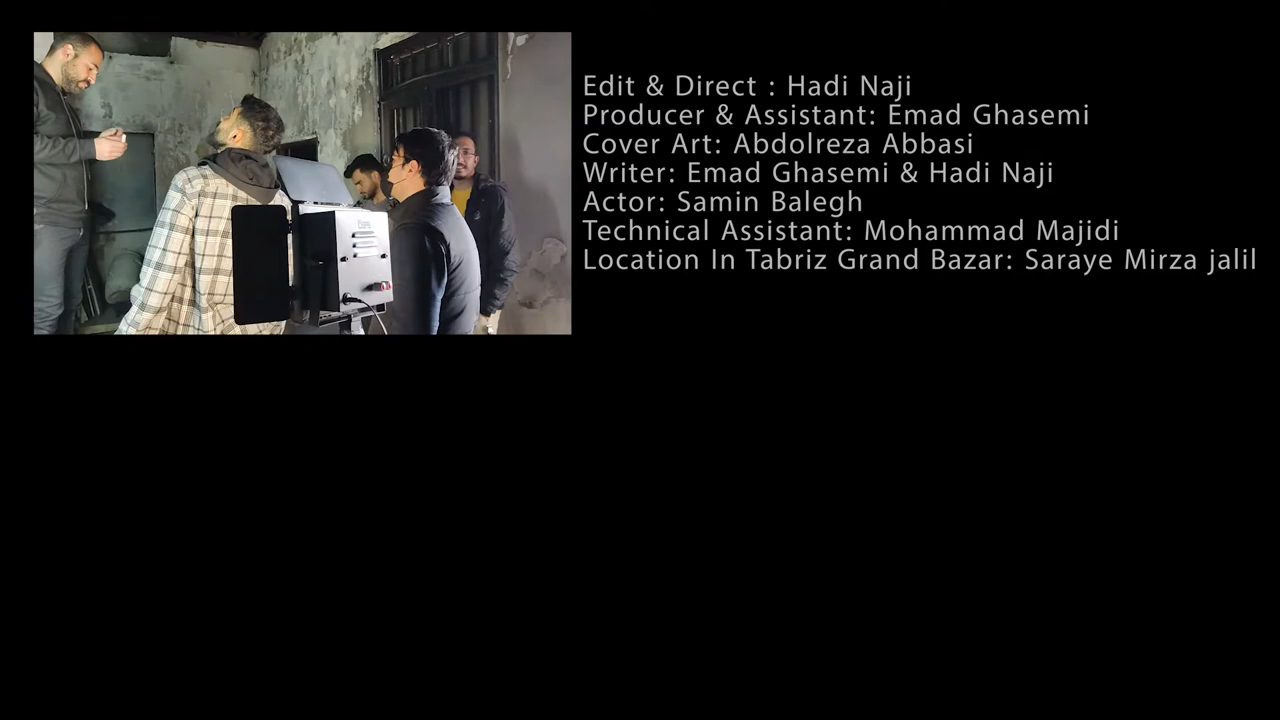 Edit & Direct : Hadi Naji
Producer & Assistant: Emad Ghasemi
Cover Art: Abdolreza Abbasi
Writer: Emad Ghasemi & Hadi Naji
Actor: Samin Balegh
Technical Assistant: Mohammad Majidi
Location In Tabriz Grand Bazar: Saraye Mirza jalil